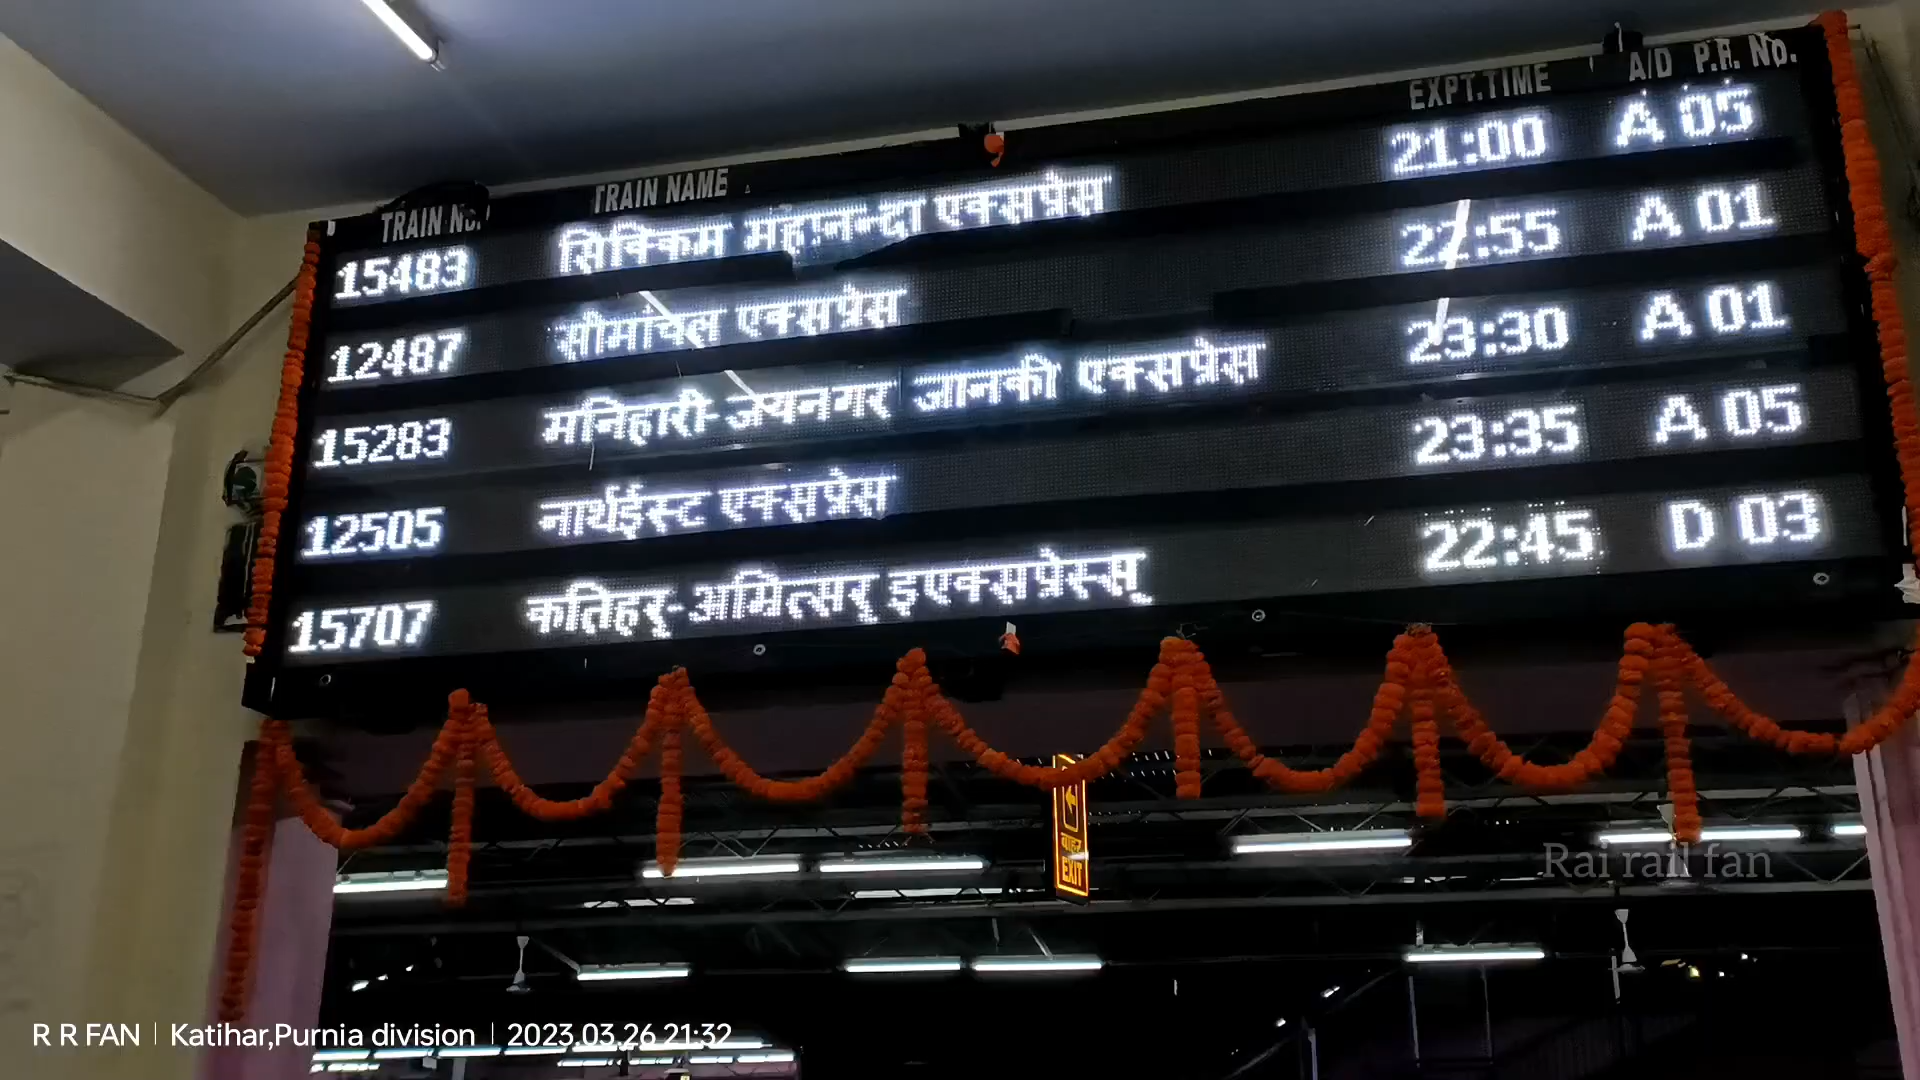 TRAIN NO. TRAIN NAME EXPT.TIME A/D P.F. No.
15483 सिक्किम महानन्दा एक्सप्रेस 21:00 A 05
12487 सीमांचल एक्सप्रेस 22:55 A 01
15283 मनिहारी-जयनगर जानकी एक्सप्रेस 23:30 A 01
12505 नार्थईस्ट एक्सप्रेस 23:35 A 05
15707 कतिहर्-अम्रित्सर् इएक्सप्रेस्स् 22:45 D 03
बाहर
EXIT
Rai rail fan
R R FAN | Katihar,Purnia division | 2023.03.26 21:32